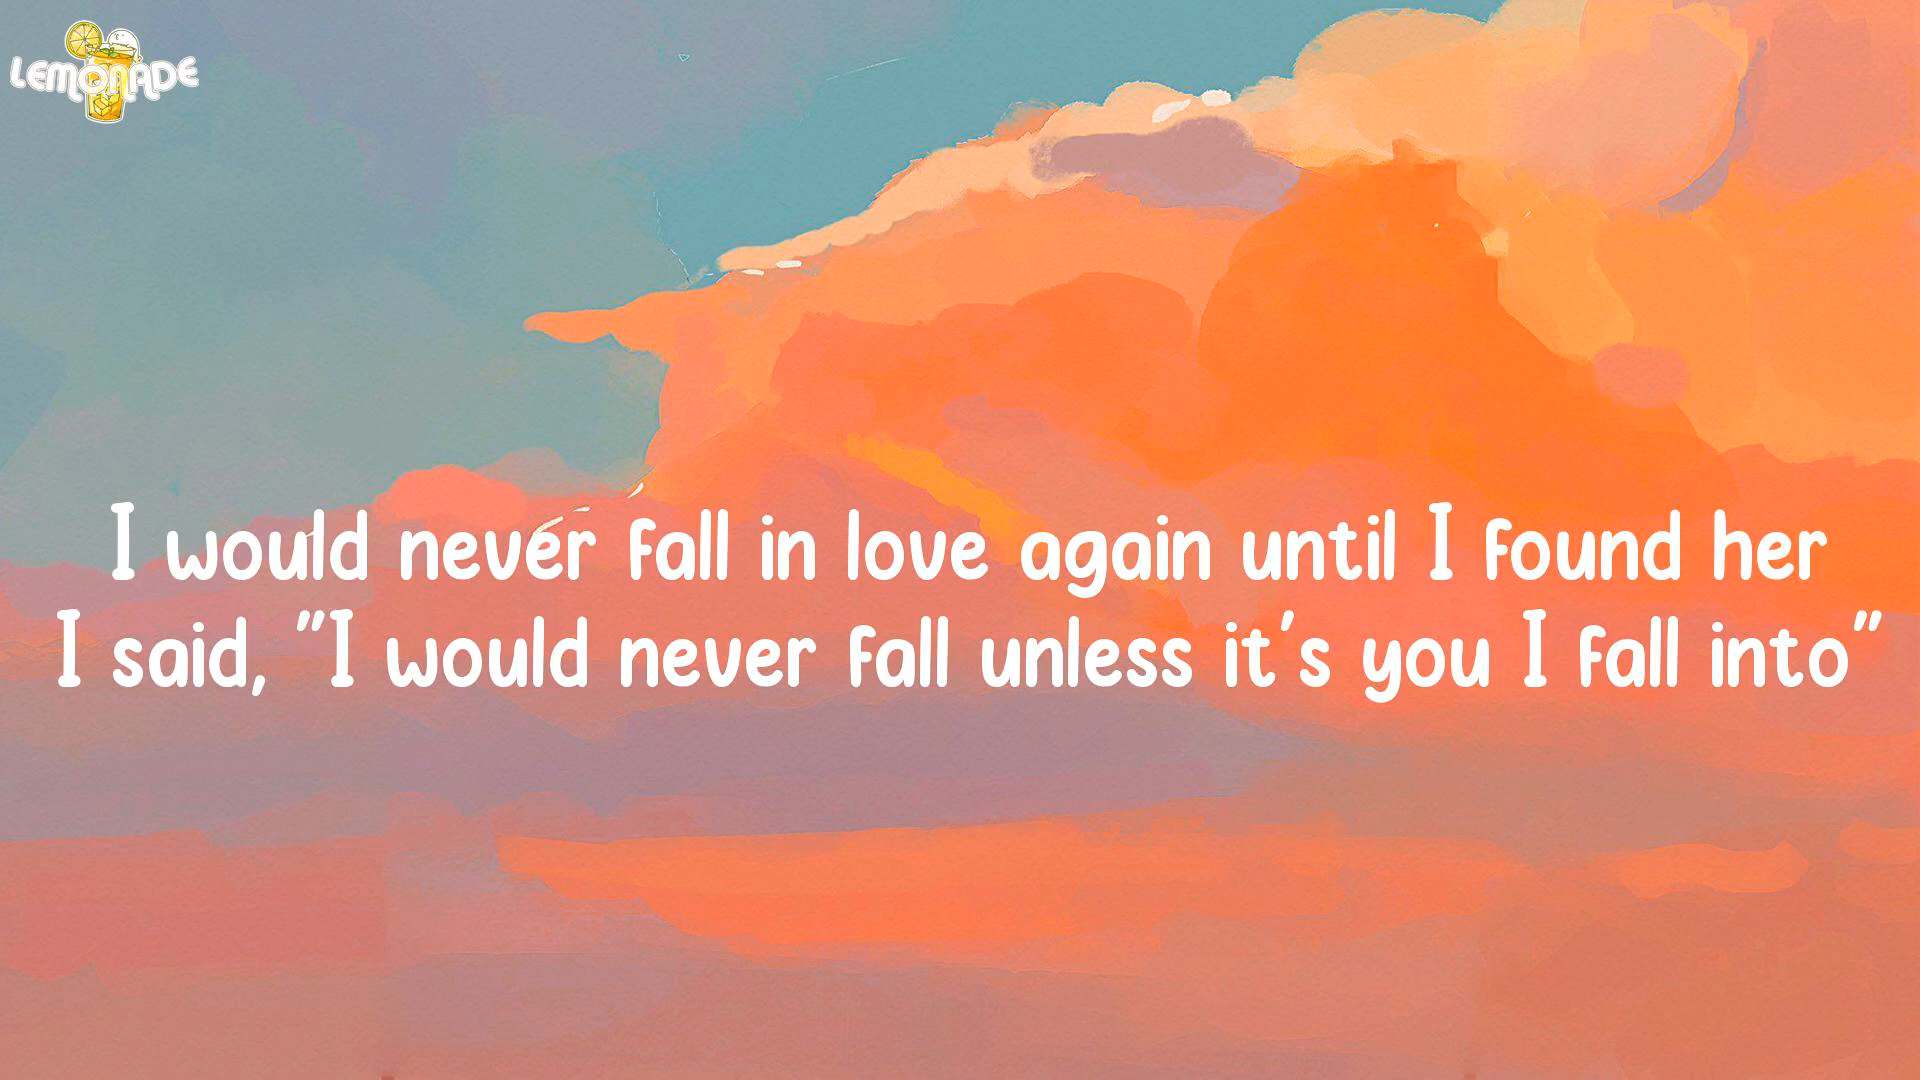 LEMONADE
I would never fall in love again until I found her
I said, "I would never fall unless it's you I fall into"